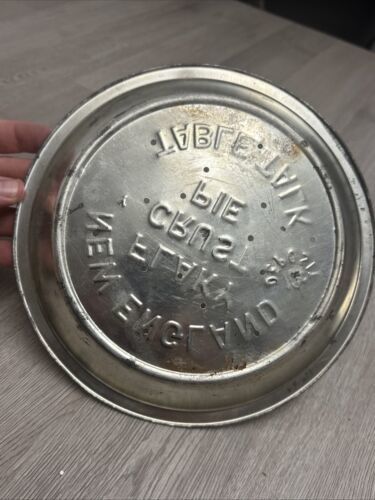 TABLE TALK
NEW ENGLAND
FLAKY
CRUST
PIE